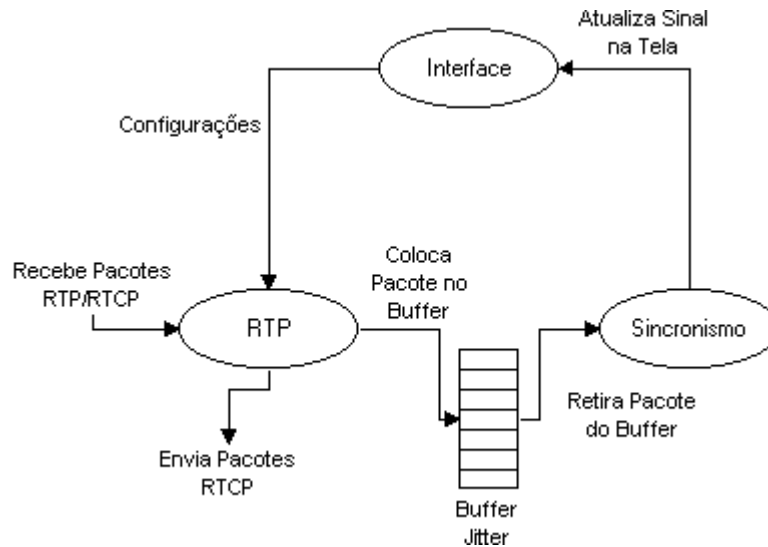 Atualiza Sinal
na Tela
Interface
Configurações
Coloca
Pacote no
Buffer
Recebe Pacotes
RTP/RTCP
RTP
Sincronismo
Retira Pacote
do Buffer
Envia Pacotes
RTCP
Buffer
Jitter